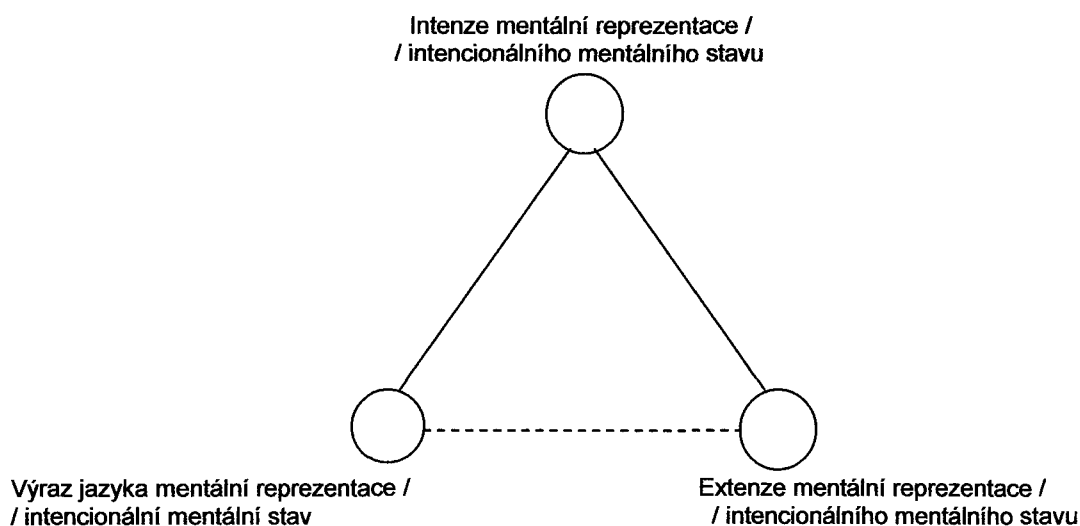 Intenze mentální reprezentace /
/ intencionálního mentálního stavu
Výraz jazyka mentální reprezentace /
/ intencionální mentální stav
Extenze mentální reprezentace /
/ intencionálního mentálního stavu